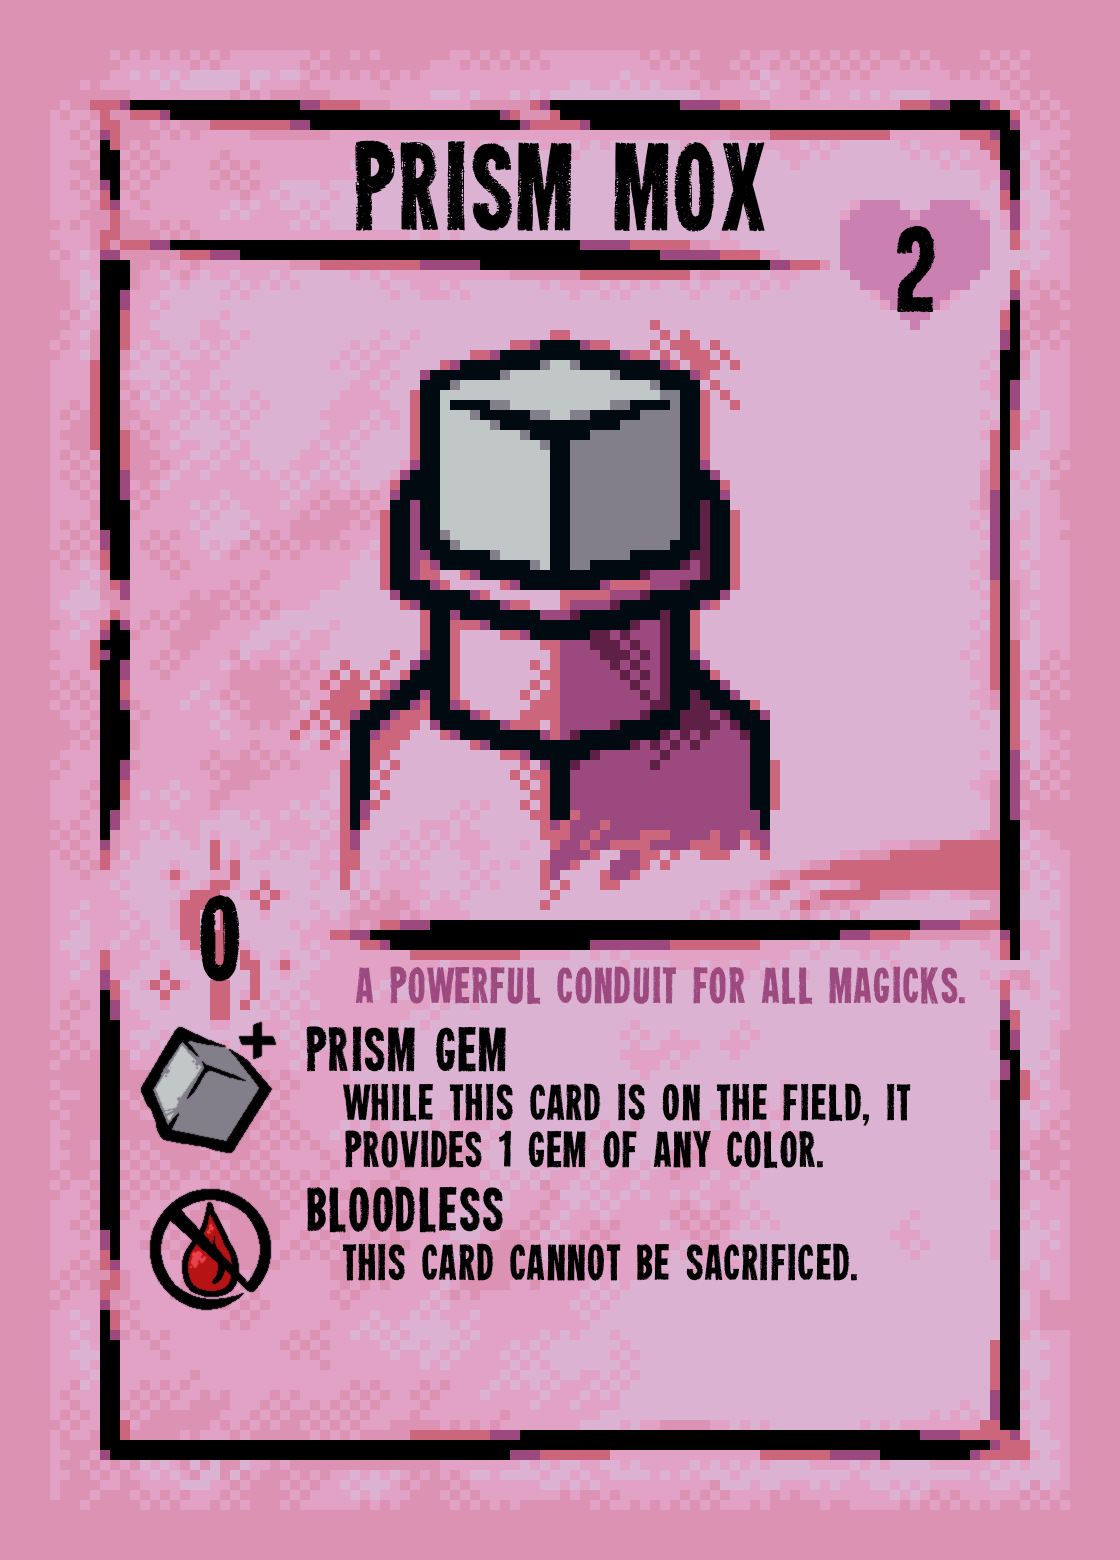 PRISM MOX
2
0
A POWERFUL CONDUIT FOR ALL MAGICKS.
PRISM GEM
WHILE THIS CARD IS ON THE FIELD, IT
PROVIDES 1 GEM OF ANY COLOR.
BLOODLESS
THIS CARD CANNOT BE SACRIFICED.